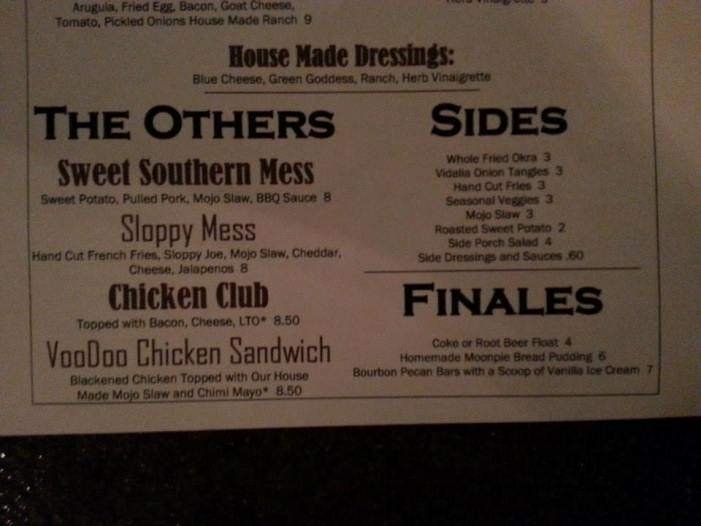 Arugula, Fried Egg, Bacon, Goat Cheese,
Tomato, Pickled Onions House Made Ranch 9
House Made Dressings:
Blue Cheese, Green Goddess, Ranch, Herb Vinaigrette
THE OTHERS
Sweet Southern Mess
Sweet Potato, Pulled Pork, Mojo Slaw, BBQ Sauce 8
Sloppy Mess
Hand Cut French Fries, Sloppy Joe, Mojo Slaw, Cheddar,
Cheese, Jalapenos 8
Chicken Club
Topped with Bacon, Cheese, LTO* 8.50
VooDoo Chicken Sandwich
Blackened Chicken Topped with Our House
Made Mojo Slaw and Chimi Mayo* 8.50
SIDES
Whole Fried Okra 3
Vidalia Onion Tangles 3
Hand Cut Fries 3
Seasonal Veggies 3
Mojo Slaw 3
Roasted Sweet Potato 2
Side Porch Salad 4
Side Dressings and Sauces .60
FINALES
Coke or Root Beer Float 4
Homemade Moonpie Bread Pudding 6
Bourbon Pecan Bars with a Scoop of Vanilla Ice Cream 7